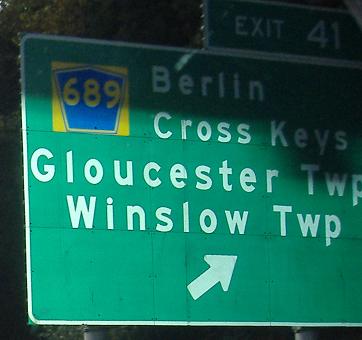 EXIT 41
689 Berlin
Cross Keys
Gloucester Twp
Winslow Twp